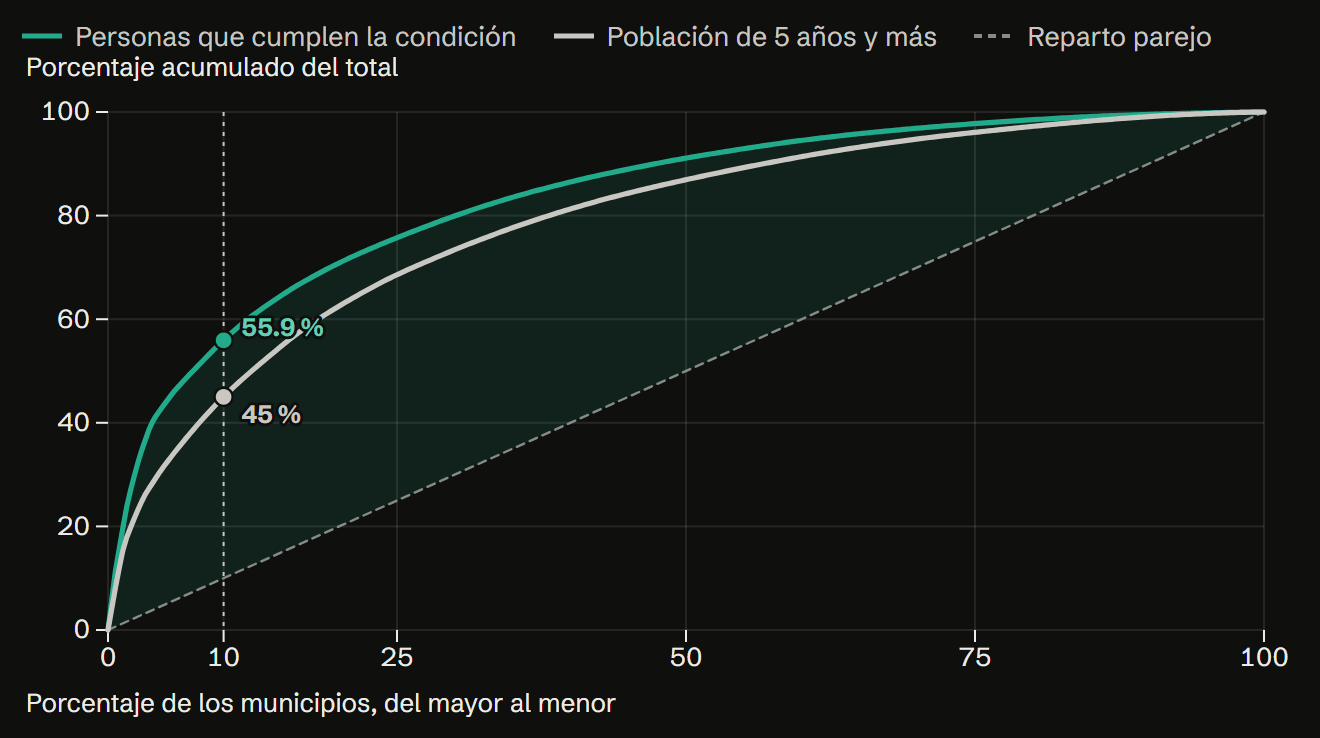 Personas que cumplen la condición Población de 5 años y más Reparto parejo
Porcentaje acumulado del total
100
80
60
55.9 %
45 %
40
20
0
0 10 25 50 75 100
Porcentaje de los municipios, del mayor al menor